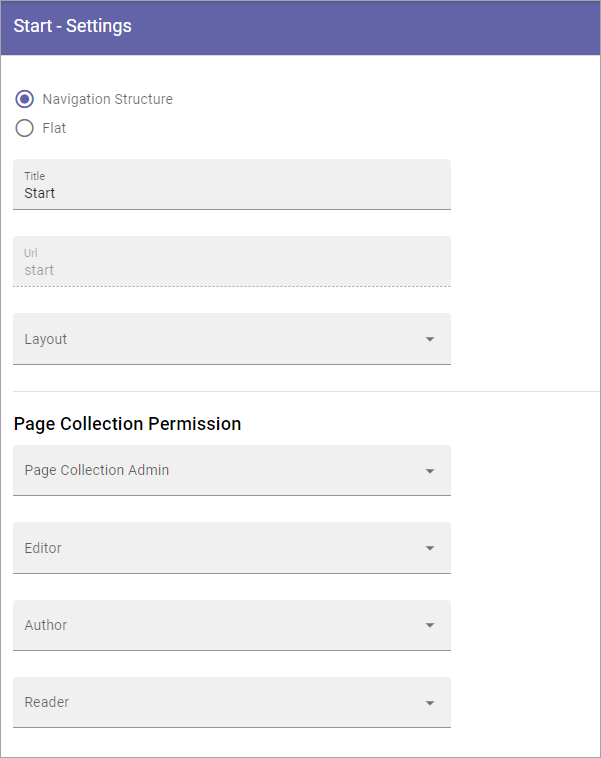 Start - Settings
Navigation Structure
Flat
Title
Start
Url
start
Layout
Page Collection Permission
Page Collection Admin
Editor
Author
Reader